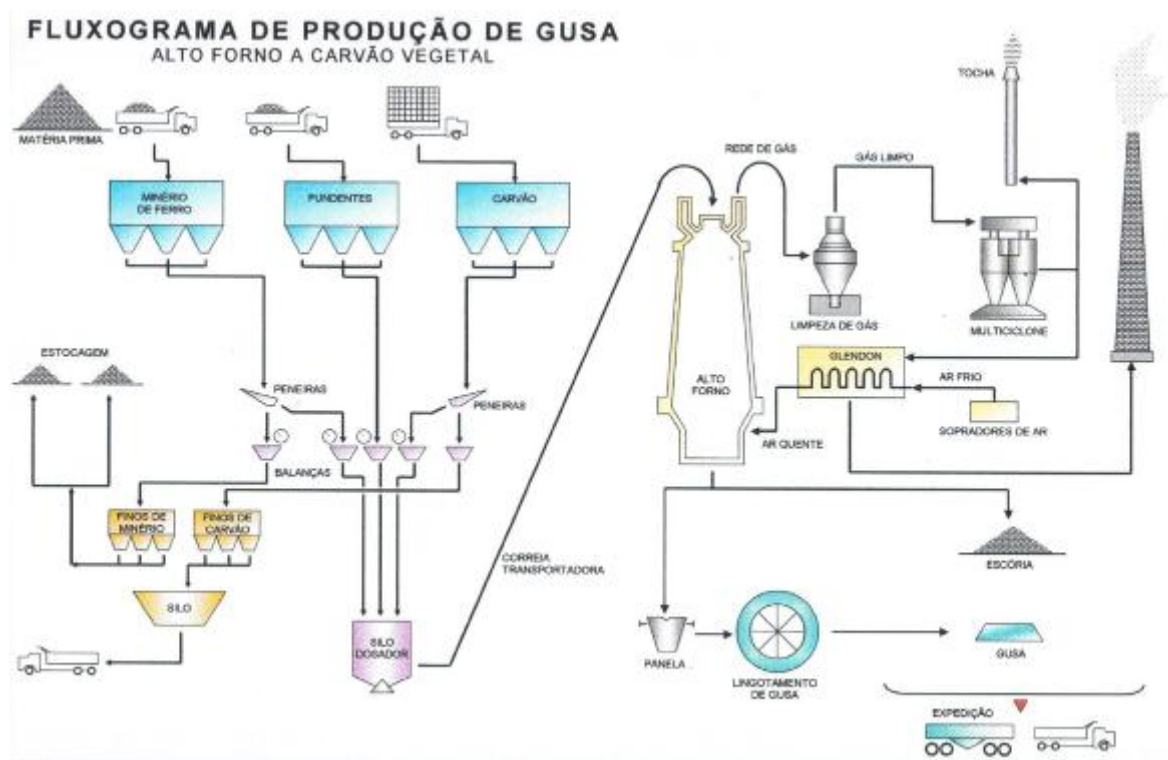 FLUXOGRAMA DE PRODUÇÃO DE GUSA
ALTO FORNO A CARVÃO VEGETAL
MATÉRIA PRIMA
MINÉRIO
DE FERRO
FUNDENTES
CARVÃO
ESTOCAGEM
PENEIRAS
PENEIRAS
BALANÇAS
FINOS DE
MINÉRIO
FINOS DE
CARVÃO
SILO
SILO
DOSADOR
CORREIA
TRANSPORTADORA
REDE DE GÁS
GÁS LIMPO
TOCHA
LIMPEZA DE GÁS
MULTICICLONE
GLENDON
AR FRIO
SOPRADORES DE AR
ALTO
FORNO
AR QUENTE
ESCÓRIA
PANELA
LINGOTAMENTO
DE GUSA
GUSA
EXPEDIÇÃO